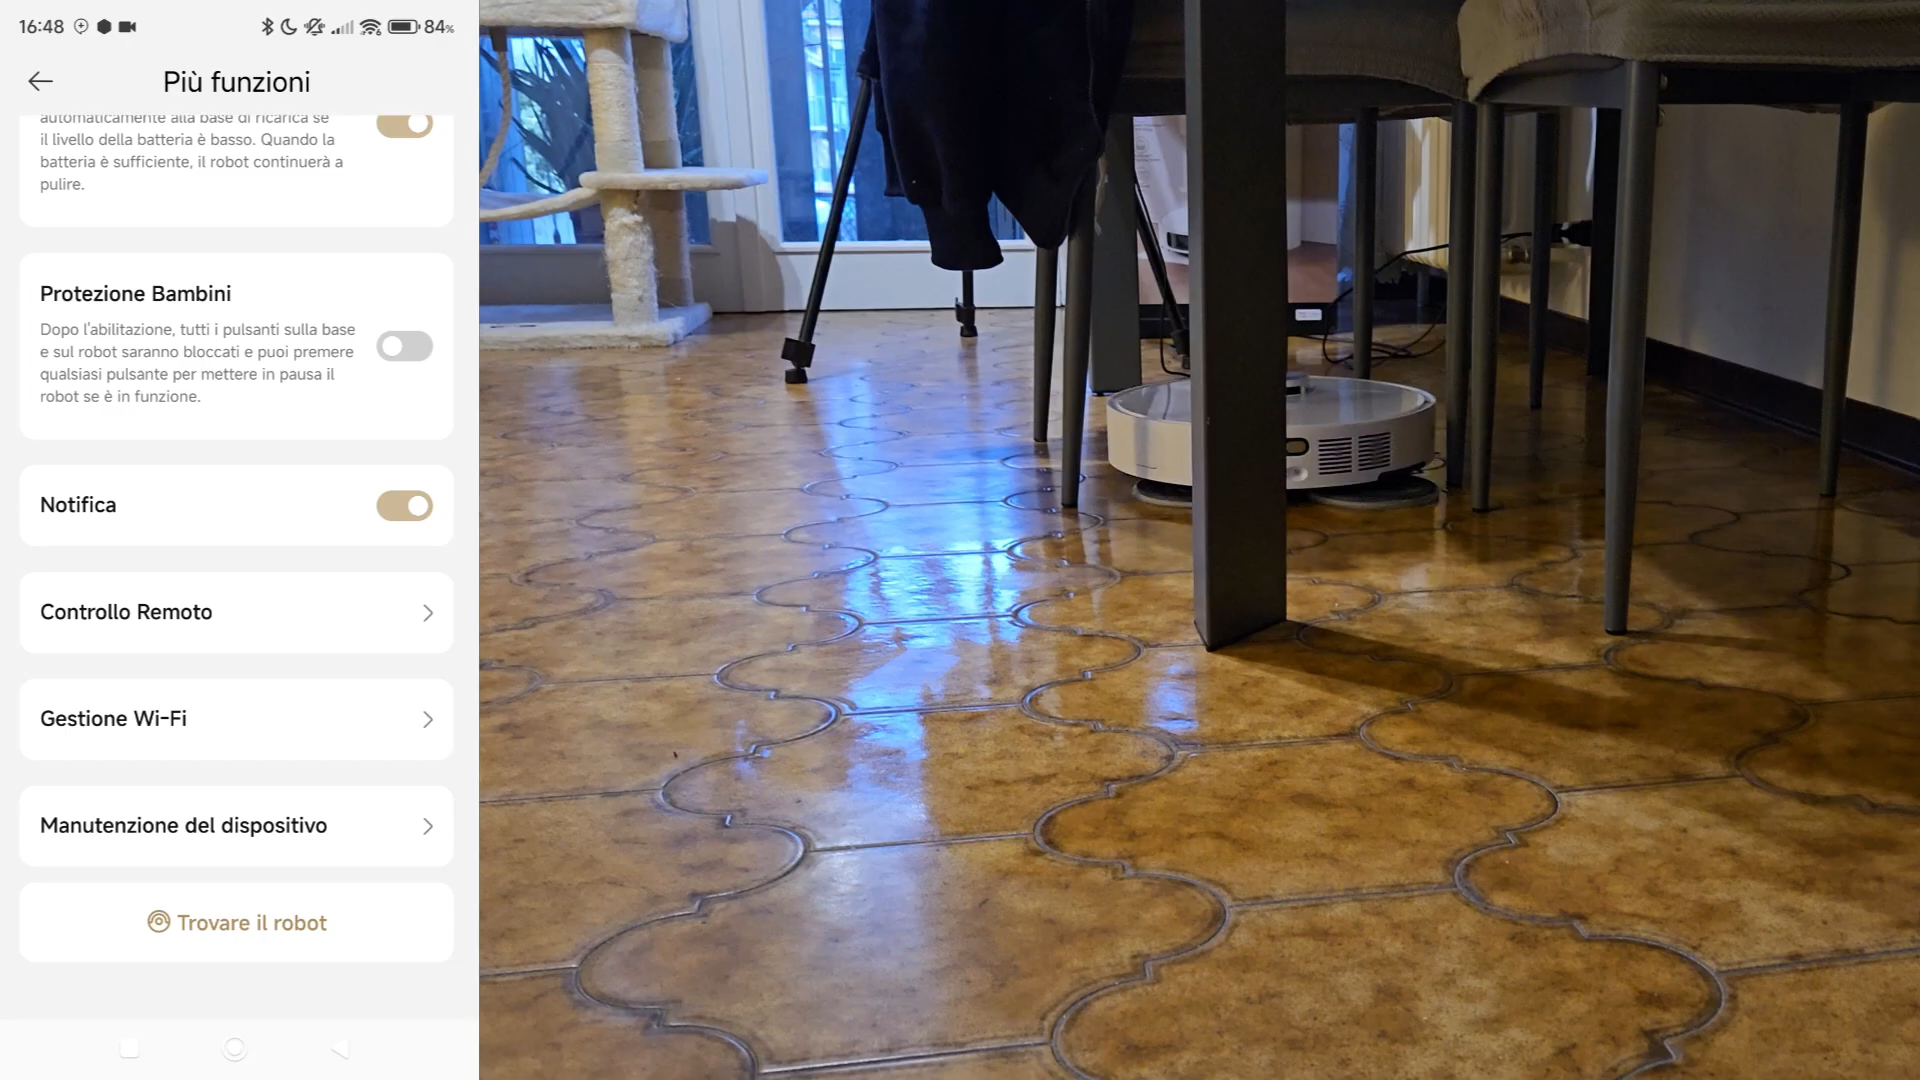 16:48
84%
Più funzioni
automaticamente alla base di ricarica se
il livello della batteria è basso. Quando la
batteria è sufficiente, il robot continuerà a
pulire.
Protezione Bambini
Dopo l'abilitazione, tutti i pulsanti sulla base
e sul robot saranno bloccati e puoi premere
qualsiasi pulsante per mettere in pausa il
robot se è in funzione.
Notifica
Controllo Remoto
Gestione Wi-Fi
Manutenzione del dispositivo
Trovare il robot